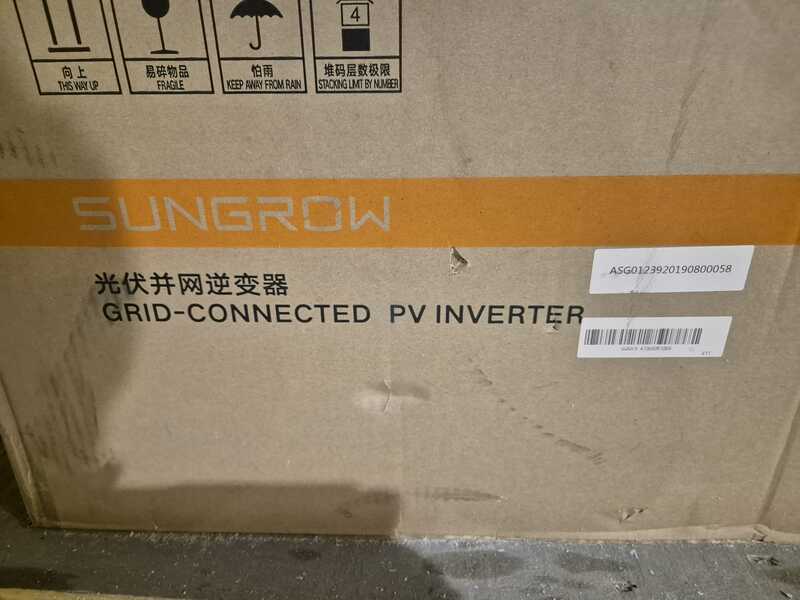 4
向上
THIS WAY UP
易碎物品
FRAGILE
怕雨
KEEP AWAY FROM RAIN
堆码层数极限
STACKING LIMIT BY NUMBER
SUNGROW
光伏并网逆变器
GRID-CONNECTED PV INVERTER
ASG0123920190800058